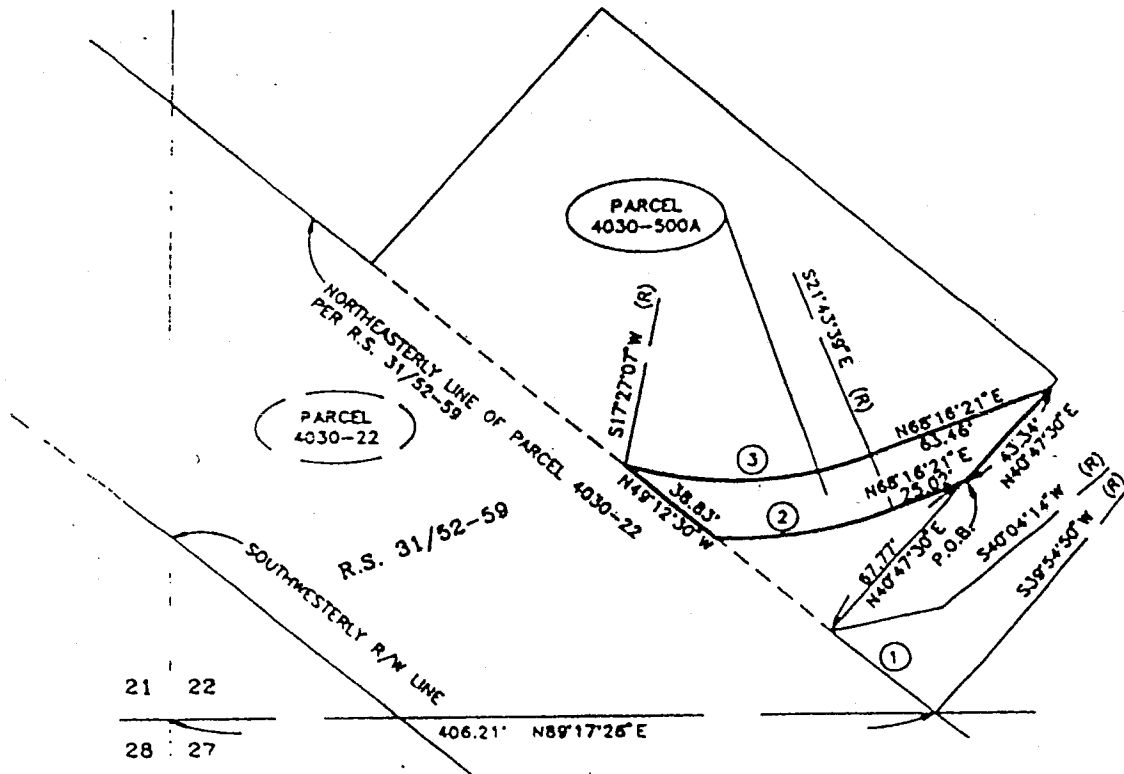 PARCEL
4030-500A
S21°43'39"E (R)
S17°27'07"W (R)
NORTHEASTERLY LINE OF PARCEL 4030-22
PER R.S. 31/52-59
PARCEL
4030-22
N68°16'21"E
63.46'
3
43.34'
N40°47'30"E
N68°16'21"E
25.02'
38.83'
N49°12'30"W
2
R.S. 31/52-59
67.77'
N40°47'30"E
P.O.B.
S40°04'14"W (R)
S39°54'50"W (R)
SOUTHWESTERLY R/W LINE
1
21 22
28 27
406.21' N89°17'26"E